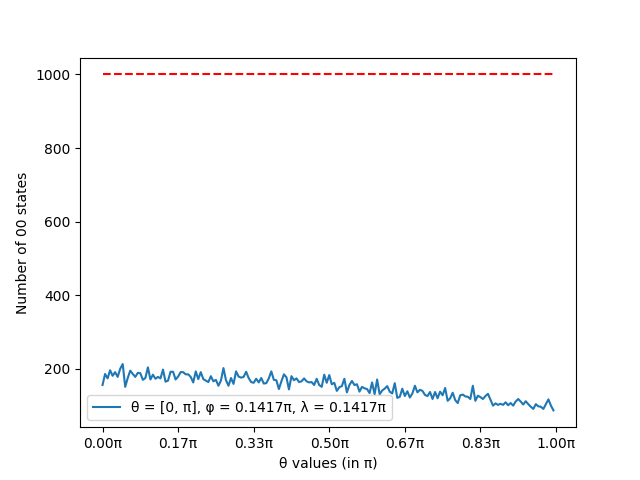 1000
800
600
400
200
Number of 00 states
θ = [0, π], φ = 0.1417π, λ = 0.1417π
0.00π 0.17π 0.33π 0.50π 0.67π 0.83π 1.00π
θ values (in π)